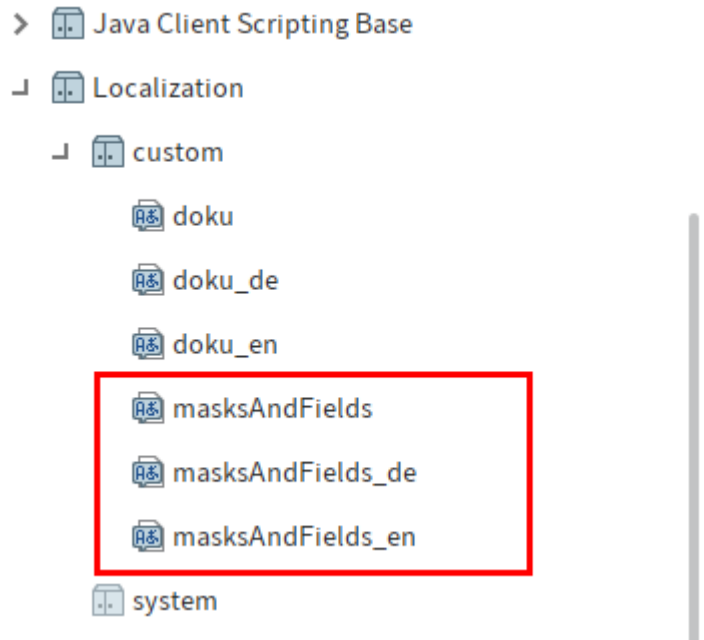 Java Client Scripting Base
Localization
custom
doku
doku_de
doku_en
masksAndFields
masksAndFields_de
masksAndFields_en
system